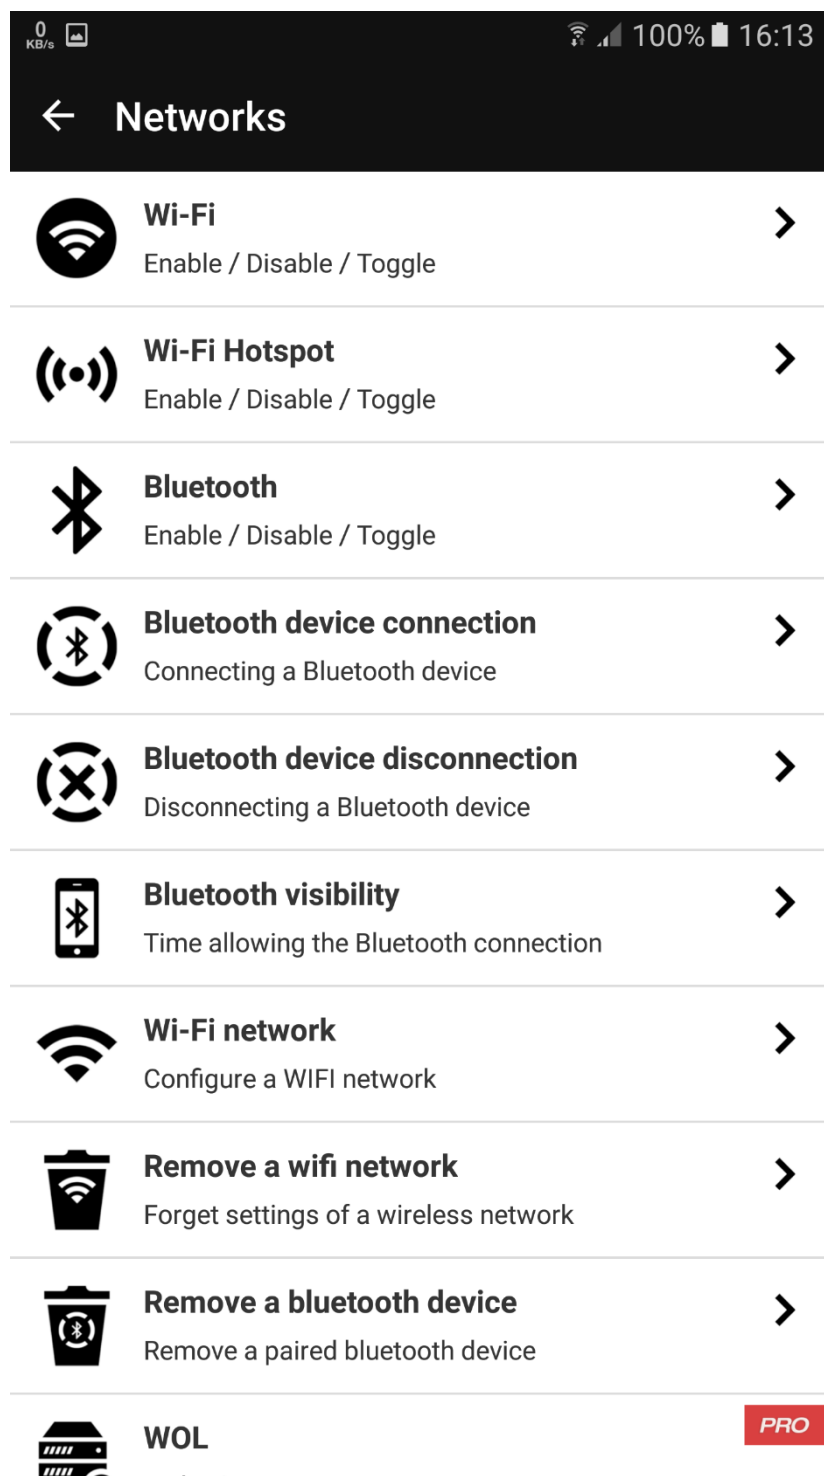 0
KB/s
100% 16:13
Networks
Wi-Fi
Enable / Disable / Toggle
Wi-Fi Hotspot
Enable / Disable / Toggle
Bluetooth
Enable / Disable / Toggle
Bluetooth device connection
Connecting a Bluetooth device
Bluetooth device disconnection
Disconnecting a Bluetooth device
Bluetooth visibility
Time allowing the Bluetooth connection
Wi-Fi network
Configure a WIFI network
Remove a wifi network
Forget settings of a wireless network
Remove a bluetooth device
Remove a paired bluetooth device
PRO
WOL